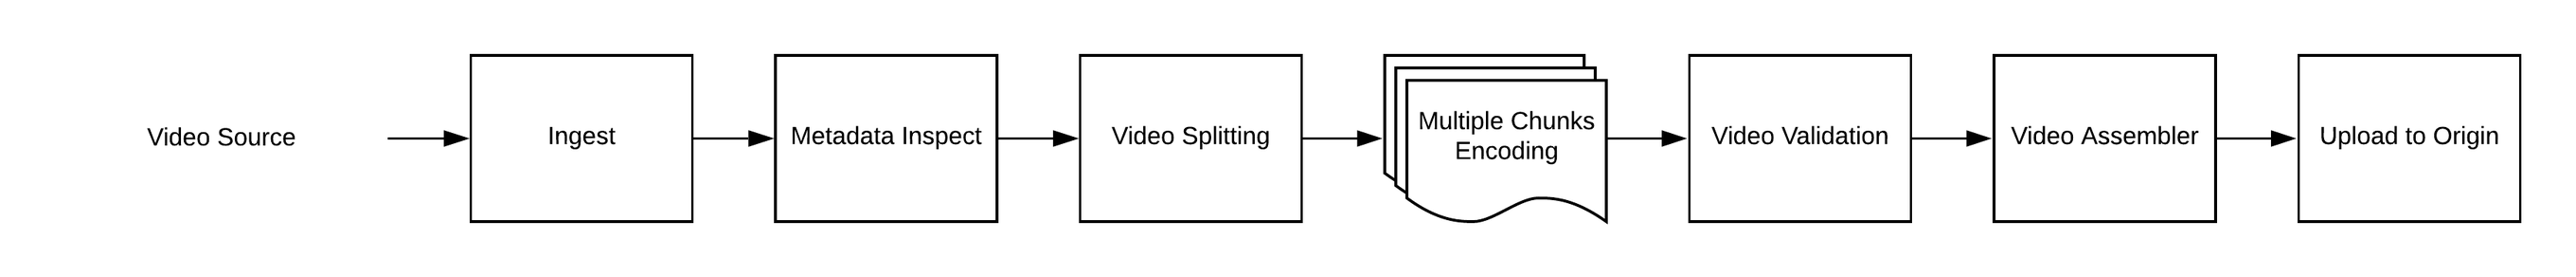 Video Source
Ingest
Metadata Inspect
Video Splitting
Multiple Chunks
Encoding
Video Validation
Video Assembler
Upload to Origin